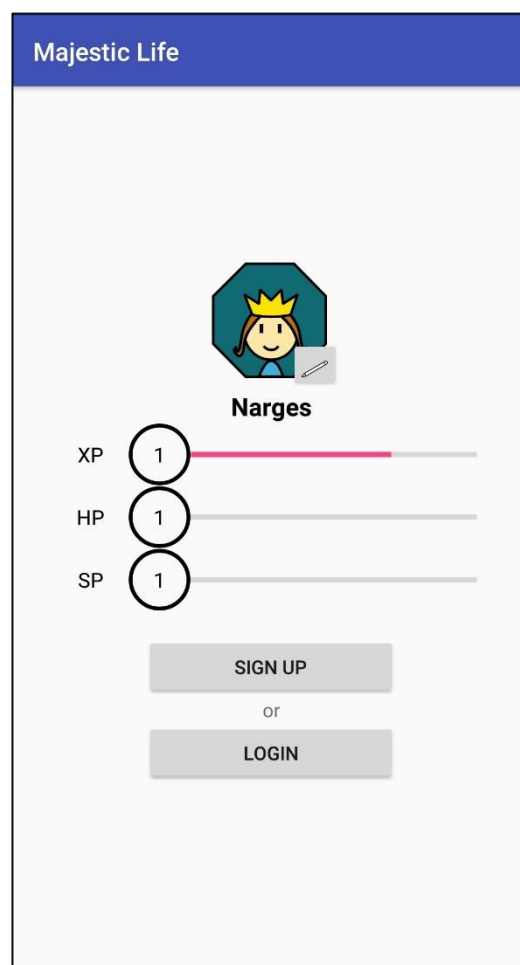 Majestic Life
Narges
XP 1
HP 1
SP 1
SIGN UP
or
LOGIN